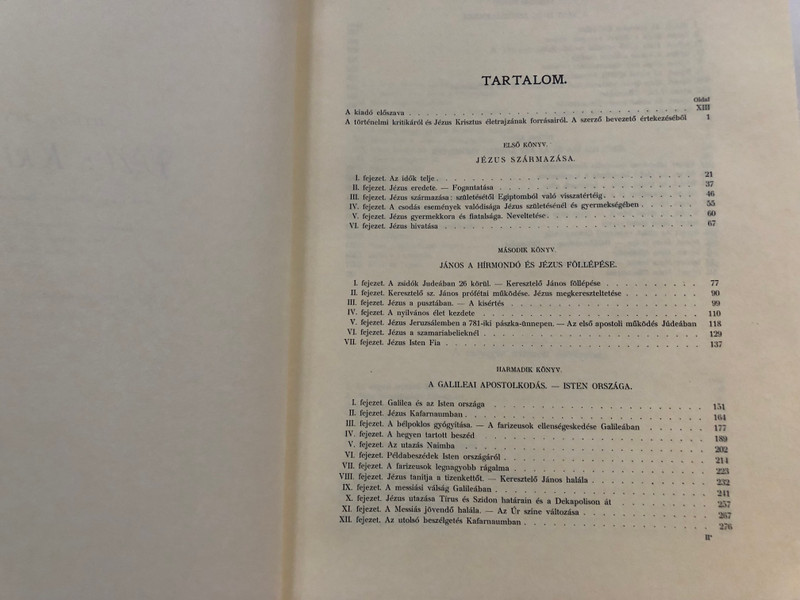 TARTALOM.
Oldal
A kiadó előszava . . . . . . . . . . . . . . . . . . . . XIII
A történelmi kritikáról és Jézus Krisztus életrajzának forrásairól. A szerző bevezető értekezéséből 1
ELSŐ KÖNYV.
JÉZUS SZÁRMAZÁSA.
I. fejezet. Az idők telje . . . . . . . . . . . . . . . . . . . . 21
II. fejezet. Jézus eredete. — Fogantatása . . . . . . . . . . . . . . . 37
III. fejezet. Jézus származása: születésétől Egiptomból való visszatértéig . . . . . . . . 46
IV. fejezet. A csodás események valódisága Jézus születésénél és gyermekségében . . . . . 55
V. fejezet. Jézus gyermekkora és fiatalsága. Neveltetése . . . . . . . . . . . . 60
VI. fejezet. Jézus hivatása . . . . . . . . . . . . . . . . . . . 67
MÁSODIK KÖNYV.
JÁNOS A HÍRMONDÓ ÉS JÉZUS FÖLLÉPÉSE.
I. fejezet. A zsidók Judeában 26 körül. — Keresztelő János föllépése . . . . . . . . . 77
II. fejezet. Keresztelő sz. János prófétai működése. Jézus megkereszteltetése . . . . . . . 90
III. fejezet. Jézus a pusztában. — A kisértés . . . . . . . . . . . . . . . 99
IV. fejezet. A nyilvános élet kezdete . . . . . . . . . . . . . . . . . 110
V. fejezet. Jézus Jeruzsálemben a 781-iki pászka-ünnepen. — Az első apostoli működés Júdeában 118
VI. fejezet. Jézus a szamariabelieknél . . . . . . . . . . . . . . . . . 129
VII. fejezet. Jézus Isten Fia . . . . . . . . . . . . . . . . . . . 137
HARMADIK KÖNYV.
A GALILEAI APOSTOLKODÁS. — ISTEN ORSZÁGA.
I. fejezet. Galilea és az Isten országa . . . . . . . . . . . . . . . . 151
II. fejezet. Jézus Kafarnaumban . . . . . . . . . . . . . . . . . . 164
III. fejezet. A bélpoklos gyógyítása. — A farizeusok ellenségeskedése Galileában . . . . . . 177
IV. fejezet. A hegyen tartott beszéd . . . . . . . . . . . . . . . . . 189
V. fejezet. Az utazás Naimba . . . . . . . . . . . . . . . . . . . 202
VI. fejezet. Példabeszédek Isten országáról . . . . . . . . . . . . . . . 214
VII. fejezet. A farizeusok legnagyobb rágalma . . . . . . . . . . . . . . . 223
VIII. fejezet. Jézus tanítja a tizenkettőt. — Keresztelő János halála . . . . . . . . . . 232
IX. fejezet. A messiási válság Galileában . . . . . . . . . . . . . . . . 241
X. fejezet. Jézus utazása Tirus és Szidon határain és a Dekapolison át . . . . . . . . 257
XI. fejezet. A Messiás jövendő halála. — Az Úr színe változása . . . . . . . . . . . 267
XII. fejezet. Az utolsó beszélgetés Kafarnaumban . . . . . . . . . . . . . . 276
II*